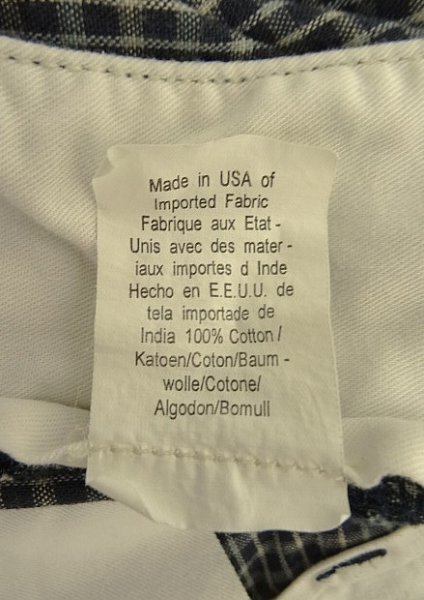 Made in USA of
Imported Fabric
Fabrique aux Etat -
Unis avec des mater -
iaux importes d Inde
Hecho en E.E.U.U. de
tela importade de
India 100% Cotton/
Katoen/Coton/Baum -
wolle/Cotone/
Algodon/Bomull